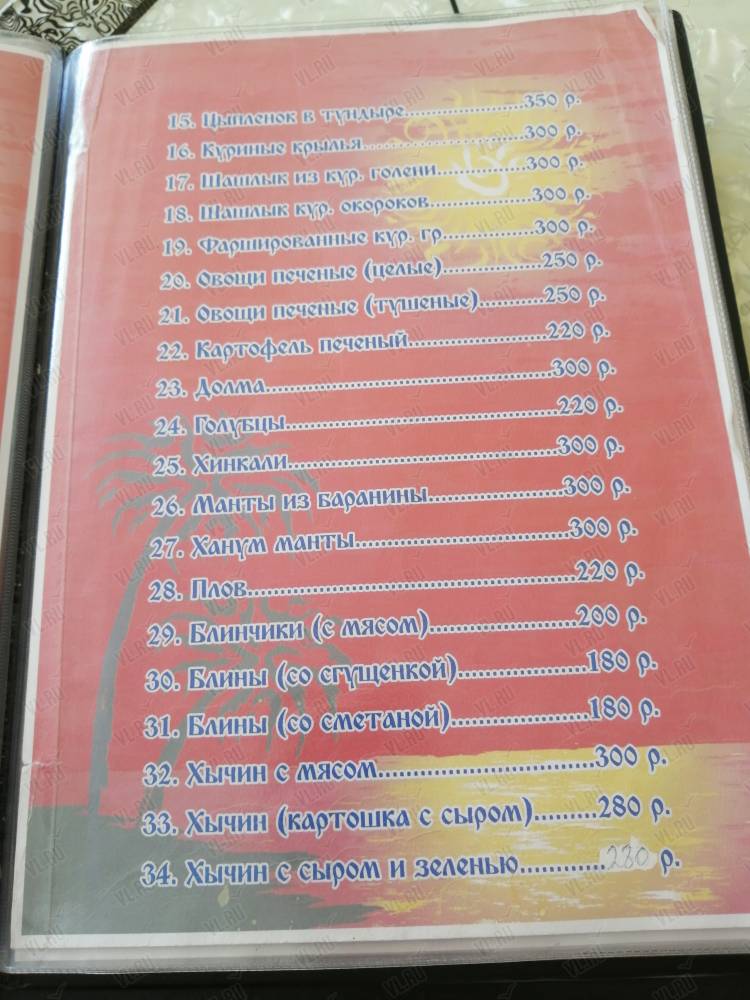 15. Цыпленок в тундыре....................350 р.
16. Куриные крылья..........................300 р.
17. Шашлык из кур. голени..............300 р.
18. Шашлык кур. окороков................300 р.
19. Фаршированные кур. гр..............300 р.
20. Овощи печеные (целые)...............250 р.
21. Овощи печеные (тушеные)..........250 р.
22. Картофель печеный.....................220 р.
23. Долма............................................300 р.
24. Голубцы.........................................220 р.
25. Хинкали.........................................300 р.
26. Манты из баранины.....................300 р.
27. Ханум манты.................................300 р.
28. Плов...............................................220 р.
29. Блинчики (с мясом).....................200 р.
30. Блины (со сгущенкой)..................180 р.
31. Блины (со сметаной)...................180 р.
32. Хычин с мясом..............................300 р.
33. Хычин (картошка с сыром).........280 р.
34. Хычин с сыром и зеленью............280 р.
VL.RU